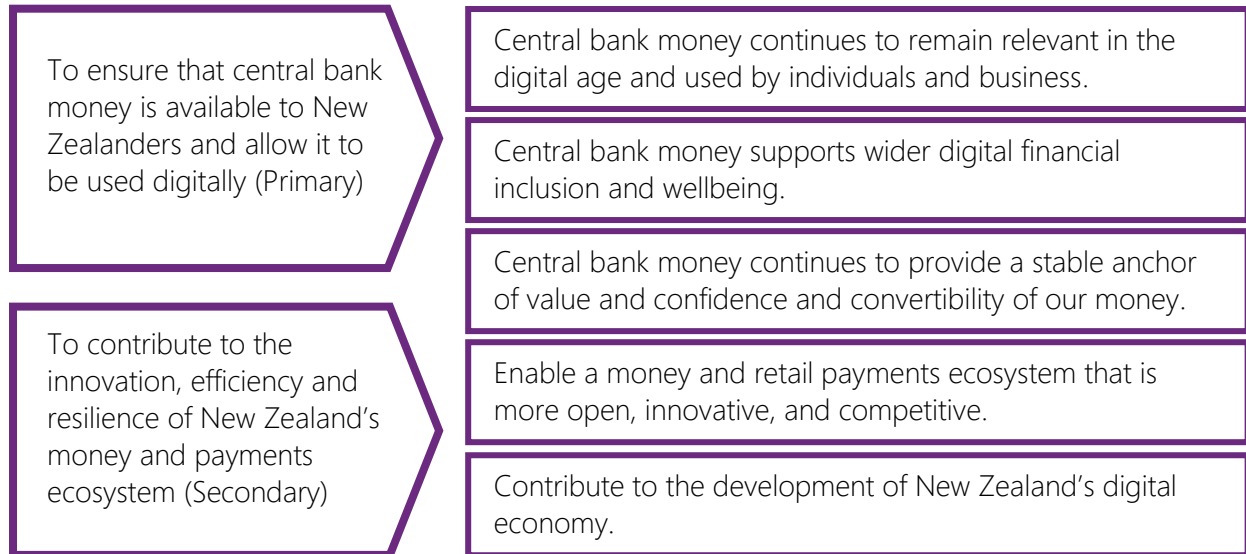 To ensure that central bank
money is available to New
Zealanders and allow it to
be used digitally (Primary)
To contribute to the
innovation, efficiency and
resilience of New Zealand’s
money and payments
ecosystem (Secondary)
Central bank money continues to remain relevant in the
digital age and used by individuals and business.
Central bank money supports wider digital financial
inclusion and wellbeing.
Central bank money continues to provide a stable anchor
of value and confidence and convertibility of our money.
Enable a money and retail payments ecosystem that is
more open, innovative, and competitive.
Contribute to the development of New Zealand’s digital
economy.